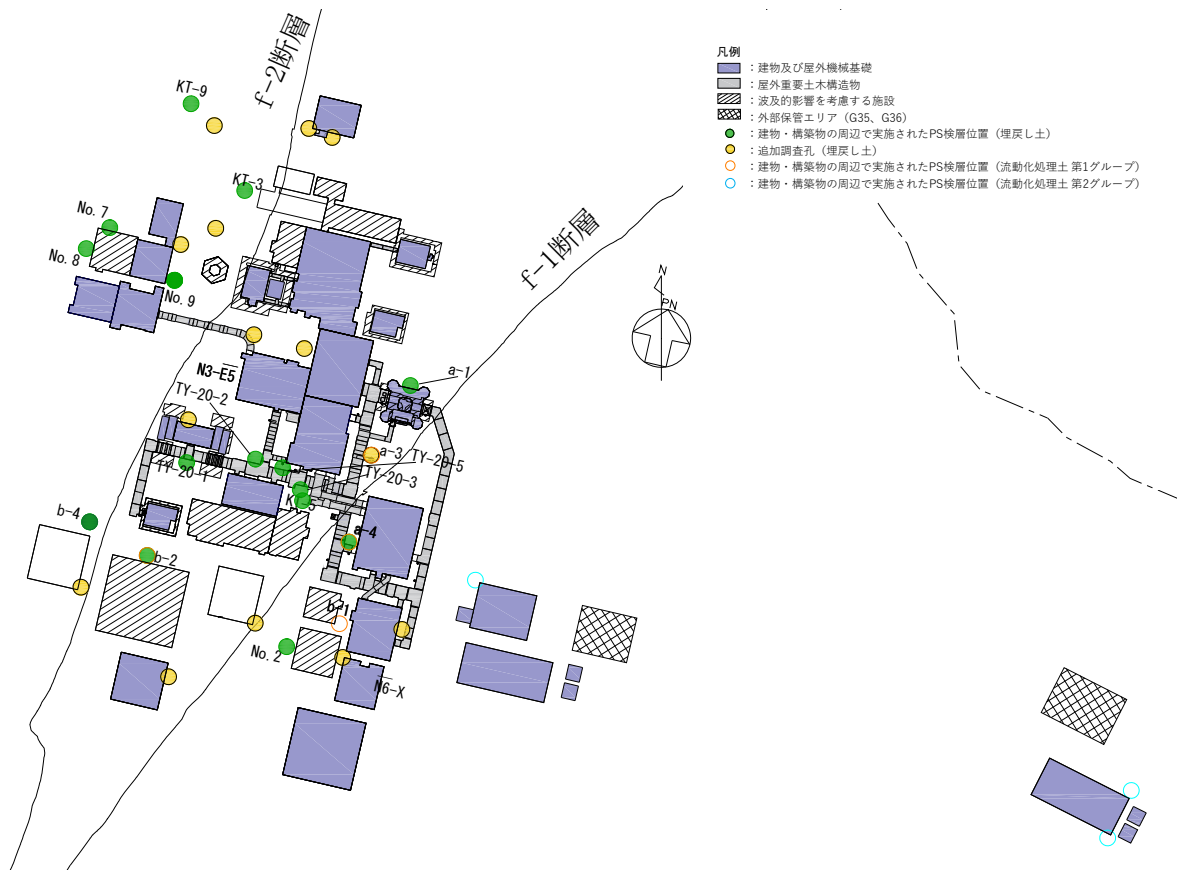 凡例
：建物及び屋外機械基礎
：屋外重要土木構造物
：波及的影響を考慮する施設
：外部保管エリア（G35、G36）
：建物・構築物の周辺で実施されたPS検層位置（埋戻し土）
：追加調査孔（埋戻し土）
：建物・構築物の周辺で実施されたPS検層位置（流動化処理土 第1グループ）
：建物・構築物の周辺で実施されたPS検層位置（流動化処理土 第2グループ）
f-2断層
KT-9
KT-3
No. 7
No. 8
No. 9
f-1断層
N
PN
N3-E5
a-1
TY-20-2
a-3
TY-20-5
TY-20-1
TY-20-3
b-4
a-4
b-2
b-1
No. 2
N6-X